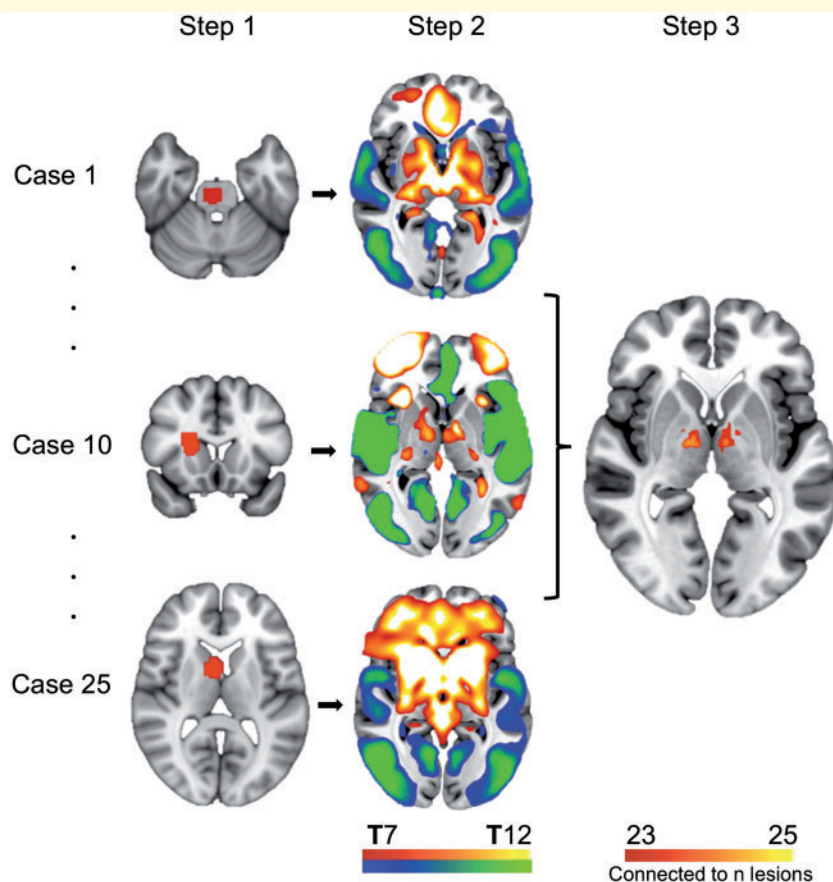 Step 1 Step 2 Step 3
Case 1
Case 10
Case 25
T7 T12 23 25
Connected to n lesions